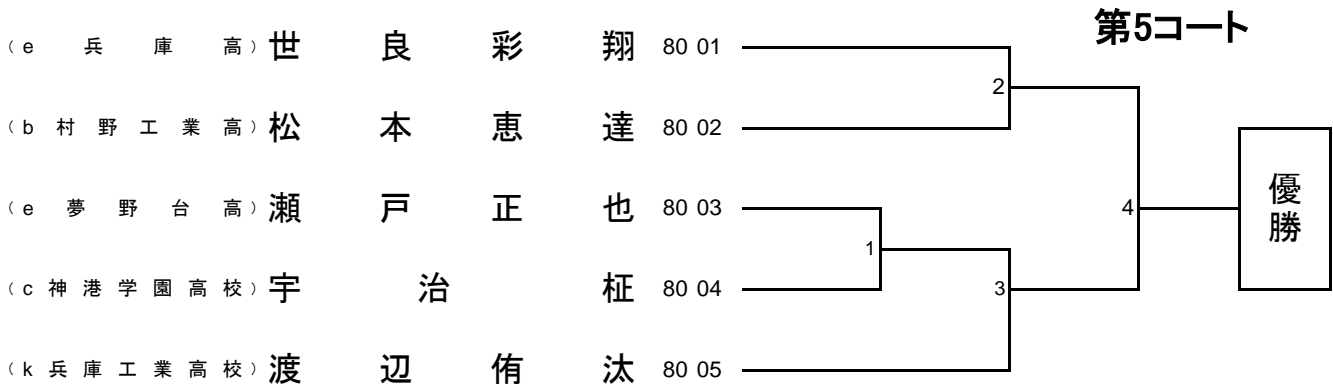 第5コート
(e 兵庫高) 世良彩翔 80 01
2
(b 村野工業高) 松本恵達 80 02
(e 夢野台高) 瀬戸正也 80 03
4
優勝
1
(c 神港学園高校) 宇治柾 80 04
3
(k 兵庫工業高校) 渡辺侑汰 80 05